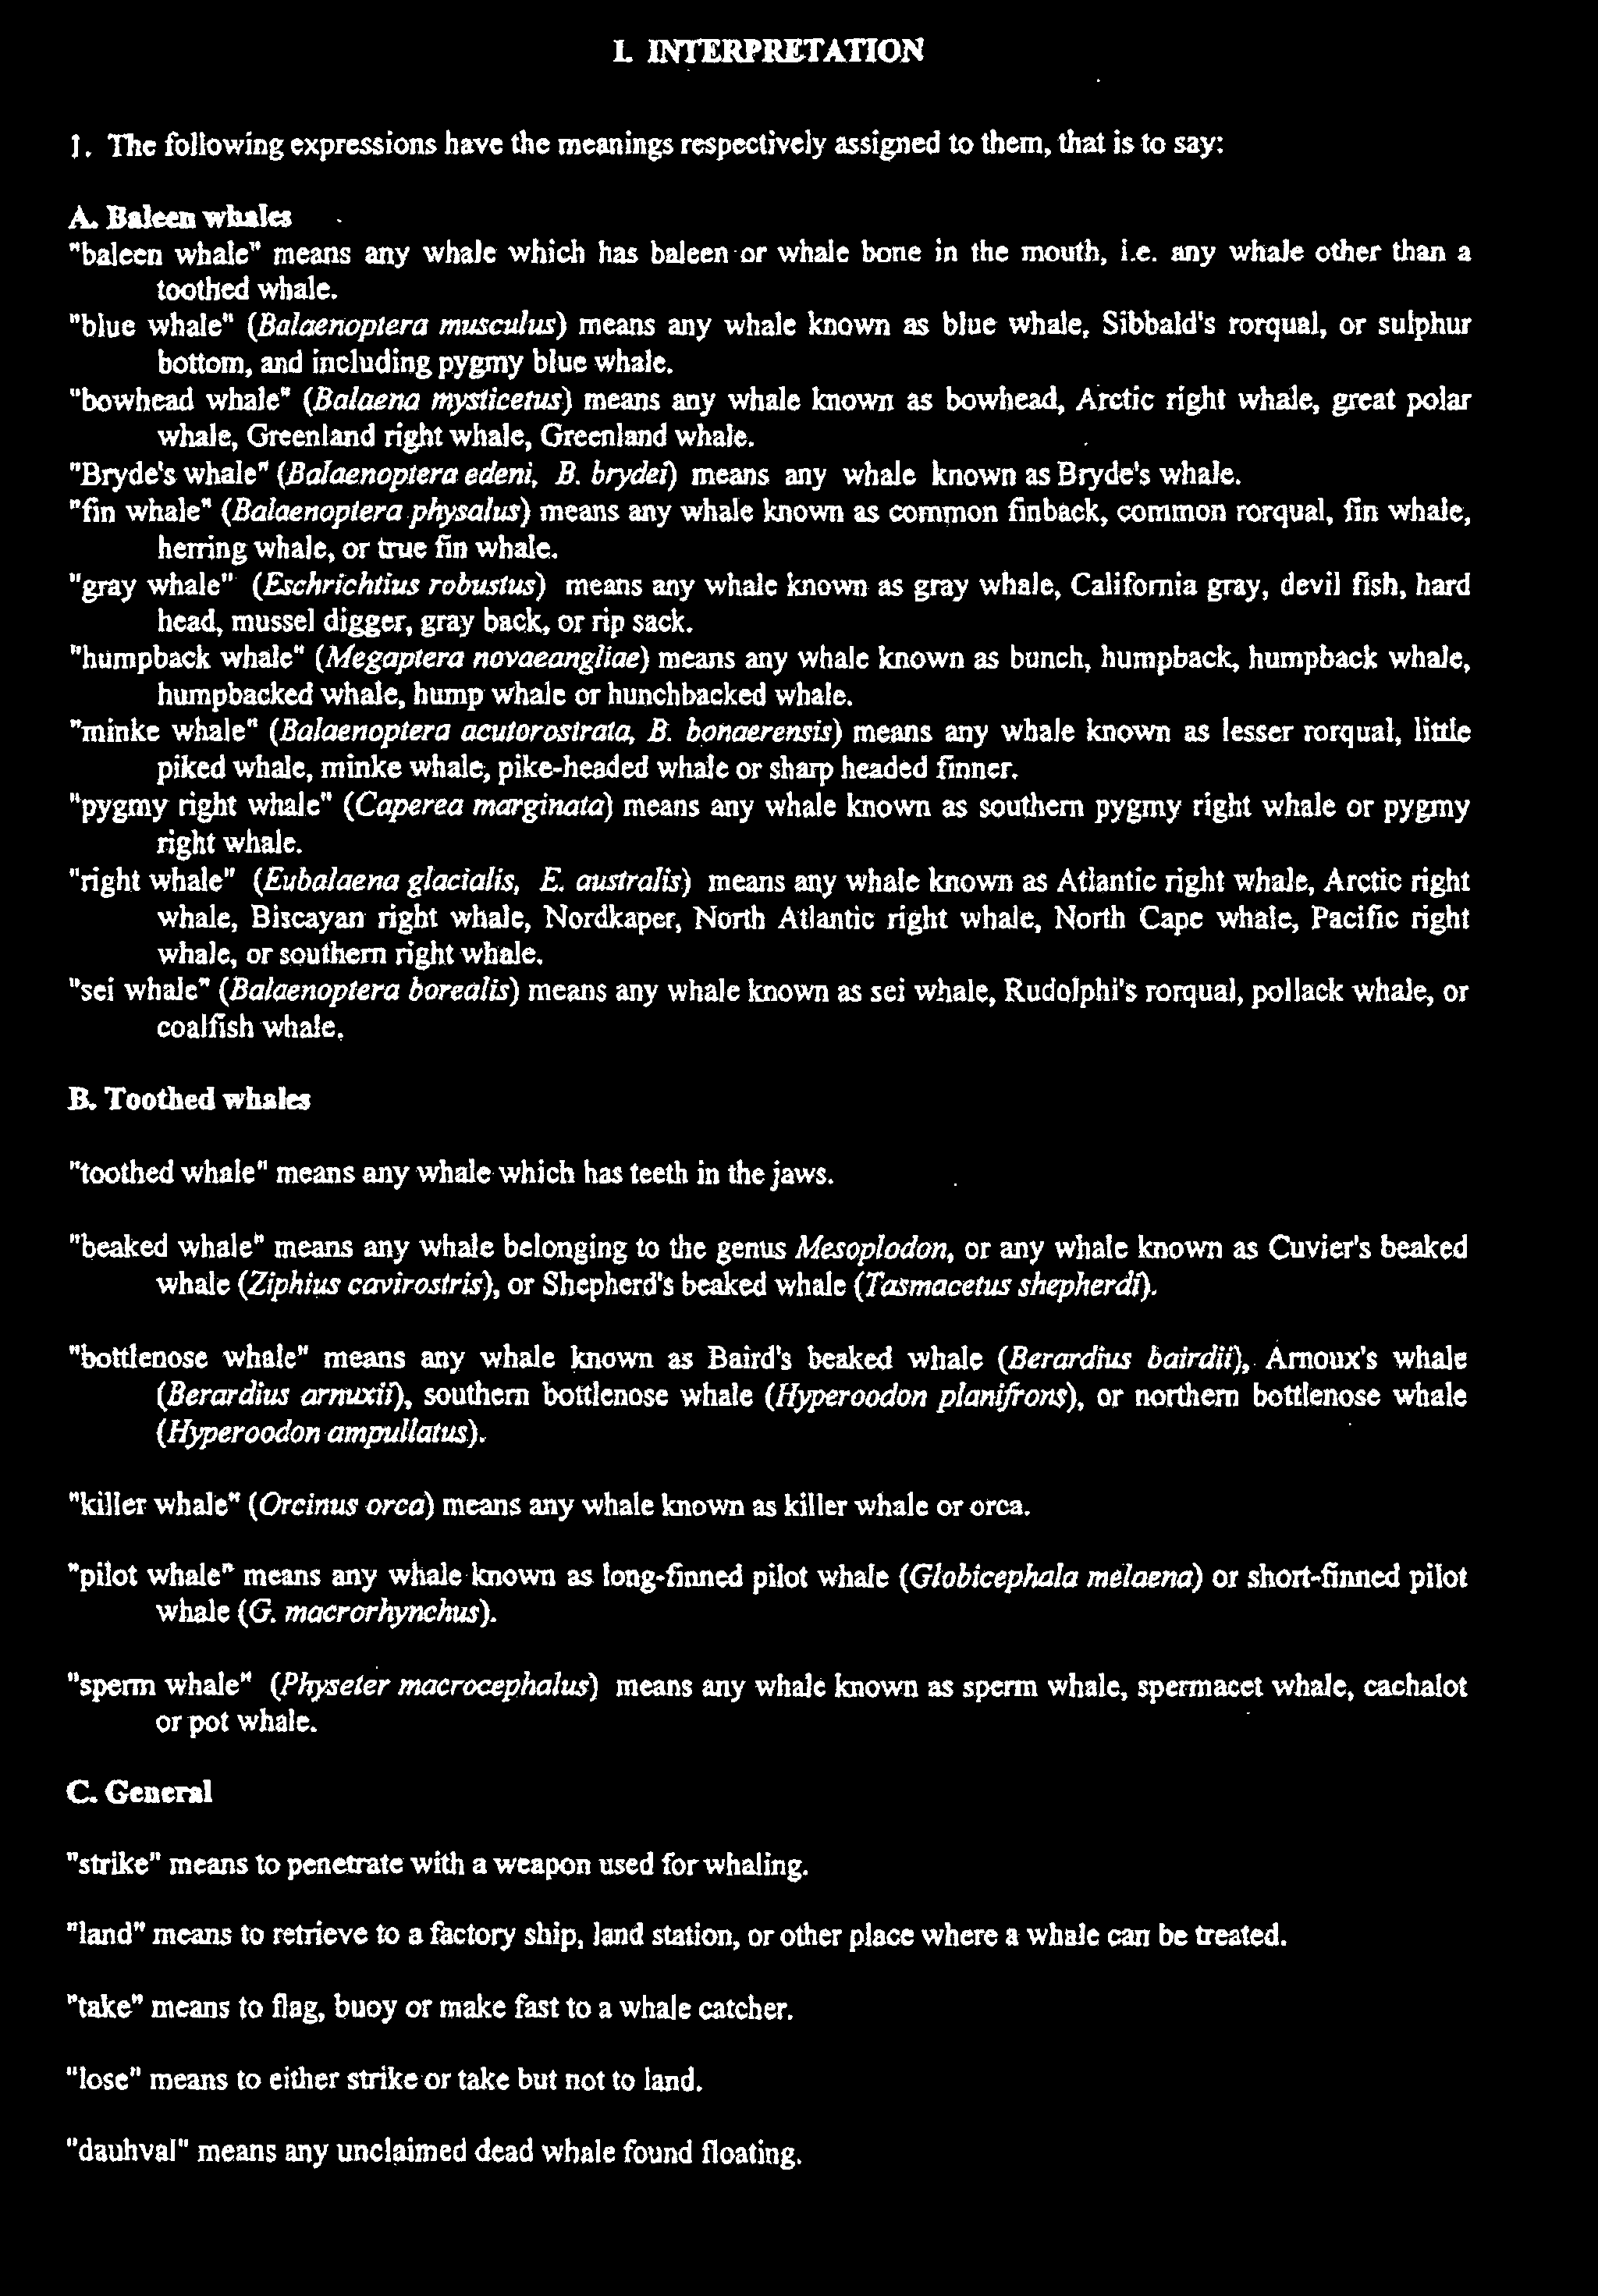 I. INTERPRETATION
1. The following expressions have the meanings respectively assigned to them, that is to say:
A. Baleen whales
"baleen whale" means any whale which has baleen or whale bone in the mouth, i.e. any whale other than a
toothed whale.
"blue whale" (Balaenoptera musculus) means any whale known as blue whale, Sibbald's rorqual, or sulphur
bottom, and including pygmy blue whale.
"bowhead whale" (Balaena mysticetus) means any whale known as bowhead, Arctic right whale, great polar
whale, Greenland right whale, Greenland whale.
"Bryde's whale" (Balaenoptera edeni, B. brydei) means any whale known as Bryde's whale.
"fin whale" (Balaenoptera physalus) means any whale known as common finback, common rorqual, fin whale,
herring whale, or true fin whale.
"gray whale" (Eschrichtius robustus) means any whale known as gray whale, California gray, devil fish, hard
head, mussel digger, gray back, or rip sack.
"humpback whale" (Megaptera novaeangliae) means any whale known as bunch, humpback, humpback whale,
humpbacked whale, hump whale or hunchbacked whale.
"minke whale" (Balaenoptera acutorostrata, B. bonaerensis) means any whale known as lesser rorqual, little
piked whale, minke whale, pike-headed whale or sharp headed finner.
"pygmy right whale" (Caperea marginata) means any whale known as southern pygmy right whale or pygmy
right whale.
"right whale" (Eubalaena glacialis, E. australis) means any whale known as Atlantic right whale, Arctic right
whale, Biscayan right whale, Nordkaper, North Atlantic right whale, North Cape whale, Pacific right
whale, or southern right whale.
"sei whale" (Balaenoptera borealis) means any whale known as sei whale, Rudolphi's rorqual, pollack whale, or
coalfish whale.
B. Toothed whales
"toothed whale" means any whale which has teeth in the jaws.
"beaked whale" means any whale belonging to the genus Mesoplodon, or any whale known as Cuvier's beaked
whale (Ziphius cavirostris), or Shepherd's beaked whale (Tasmacetus shepherdi).
"bottlenose whale" means any whale known as Baird's beaked whale (Berardius bairdii), Arnoux's whale
(Berardius arnuxii), southern bottlenose whale (Hyperoodon planifrons), or northern bottlenose whale
(Hyperoodon ampullatus).
"killer whale" (Orcinus orca) means any whale known as killer whale or orca.
"pilot whale" means any whale known as long-finned pilot whale (Globicephala melaena) or short-finned pilot
whale (G. macrorhynchus).
"sperm whale" (Physeter macrocephalus) means any whale known as sperm whale, spermacet whale, cachalot
or pot whale.
C. General
"strike" means to penetrate with a weapon used for whaling.
"land" means to retrieve to a factory ship, land station, or other place where a whale can be treated.
"take" means to flag, buoy or make fast to a whale catcher.
"lose" means to either strike or take but not to land.
"dauhval" means any unclaimed dead whale found floating.